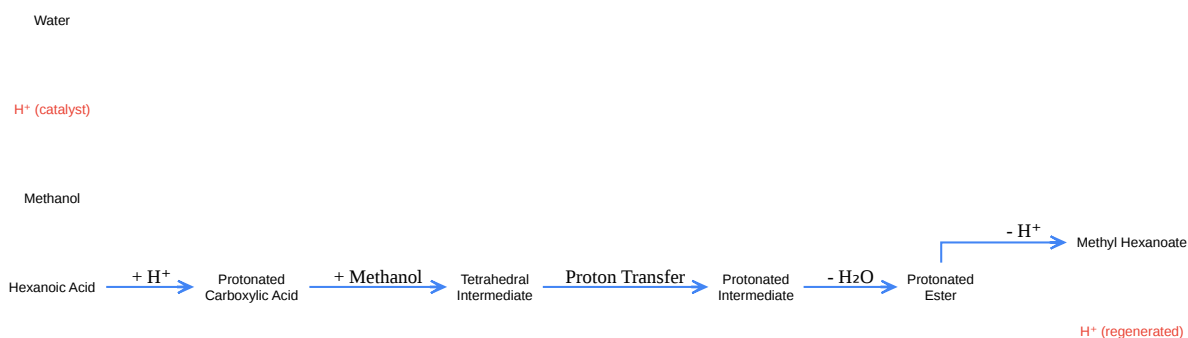 Water
H⁺ (catalyst)
Methanol
- H⁺
Methyl Hexanoate
Hexanoic Acid
+ H⁺
Protonated
Carboxylic Acid
+ Methanol
Tetrahedral
Intermediate
Proton Transfer
Protonated
Intermediate
- H₂O
Protonated
Ester
H⁺ (regenerated)